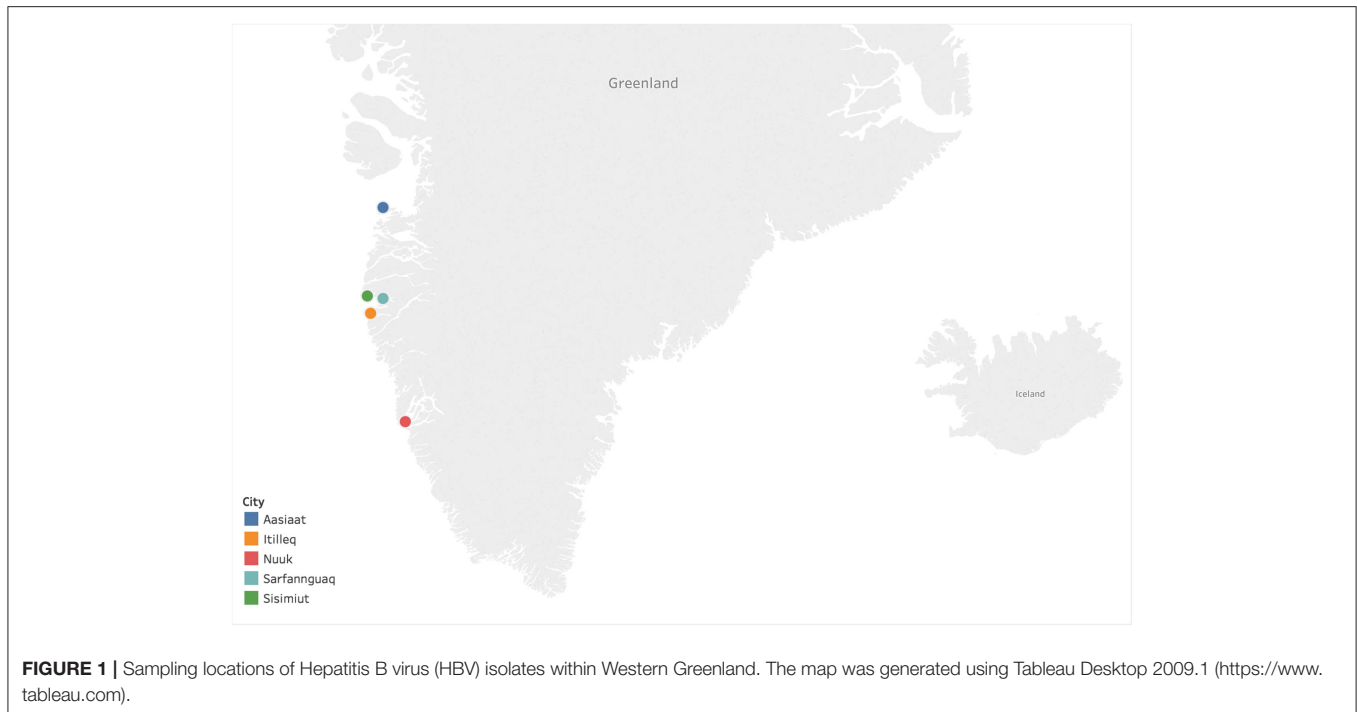 Greenland
Iceland
City
Aasiaat
Itilleq
Nuuk
Sarfannguaq
Sisimiut
FIGURE 1 | Sampling locations of Hepatitis B virus (HBV) isolates within Western Greenland. The map was generated using Tableau Desktop 2009.1 (https://www.
tableau.com).